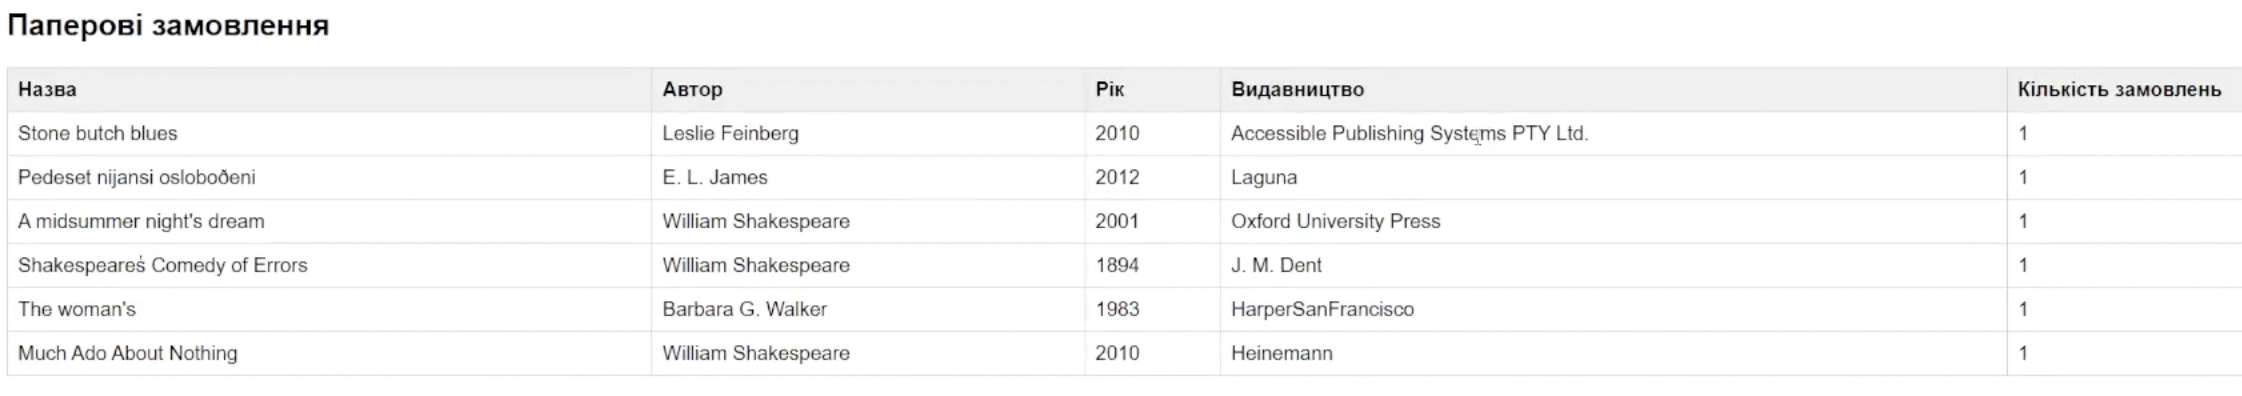 Паперові замовлення
Назва Автор Рік Видавництво Кількість замовлень
Stone butch blues Leslie Feinberg 2010 Accessible Publishing Systems PTY Ltd. 1
Pedeset nijansi osloboðeni E. L. James 2012 Laguna 1
A midsummer night's dream William Shakespeare 2001 Oxford University Press 1
Shakespeareś Comedy of Errors William Shakespeare 1894 J. M. Dent 1
The woman's Barbara G. Walker 1983 HarperSanFrancisco 1
Much Ado About Nothing William Shakespeare 2010 Heinemann 1